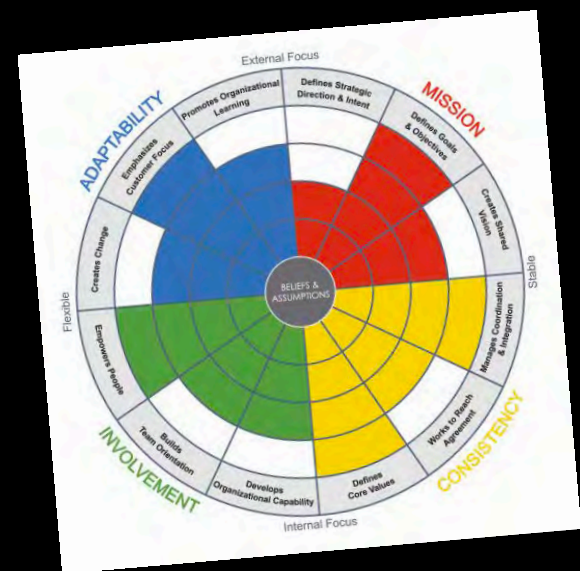 External Focus
ADAPTABILITY
MISSION
Promotes Organizational
Learning
Defines Strategic
Direction & Intent
Emphasizes
Customer Focus
Defines Goals
& Objectives
Creates Change
Creates Shared
Vision
BELIEFS &
ASSUMPTIONS
Flexible
Stable
Empowers People
Manages Coordination
& Integration
Builds
Team Orientation
Works to Reach
Agreement
Develops
Organizational Capability
Defines
Core Values
INVOLVEMENT
CONSISTENCY
Internal Focus